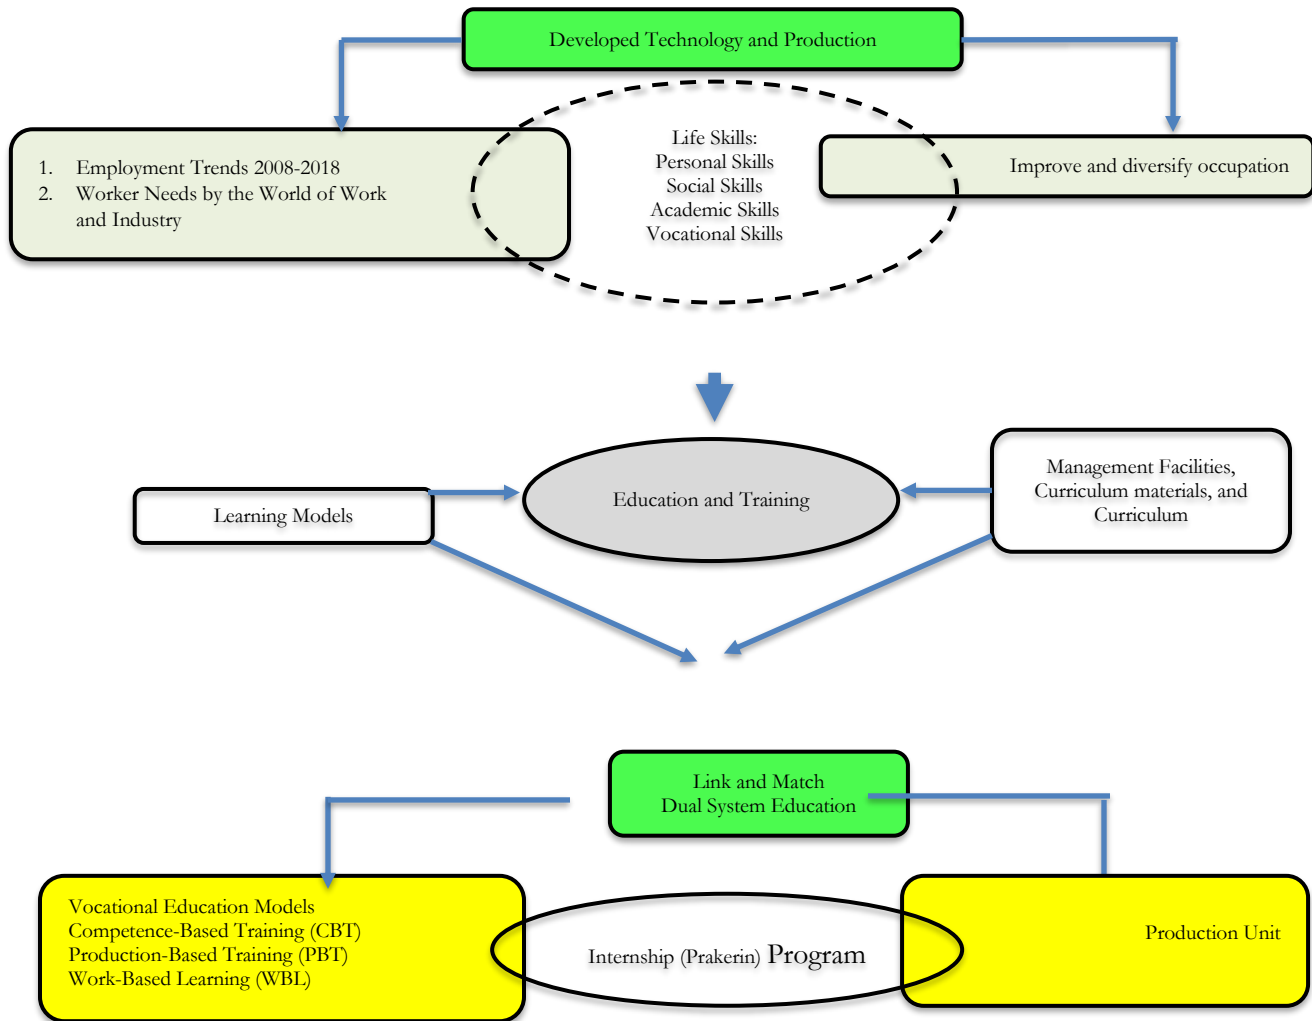 Developed Technology and Production
1. Employment Trends 2008-2018
2. Worker Needs by the World of Work
and Industry
Life Skills:
Personal Skills
Social Skills
Academic Skills
Vocational Skills
Improve and diversify occupation
Learning Models
Education and Training
Management Facilities,
Curriculum materials, and
Curriculum
Link and Match
Dual System Education
Vocational Education Models
Competence-Based Training (CBT)
Production-Based Training (PBT)
Work-Based Learning (WBL)
Internship (Prakerin) Program
Production Unit